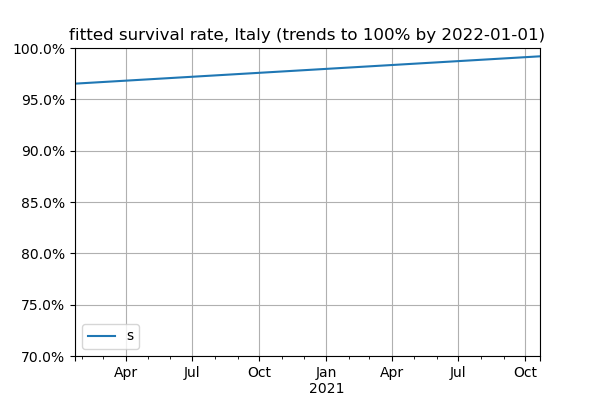 fitted survival rate, Italy (trends to 100% by 2022-01-01)
100.0%
95.0%
90.0%
85.0%
80.0%
75.0%
70.0%
s
Apr Jul Oct Jan Apr Jul Oct
2021